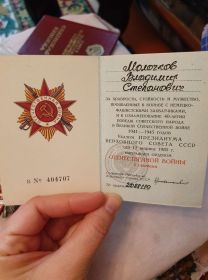 Молочков
Владимир
Степанович
ЗА ХРАБРОСТЬ, СТОЙКОСТЬ И МУЖЕСТВО,
ПРОЯВЛЕННЫЕ В БОРЬБЕ С НЕМЕЦКО-
ФАШИСТСКИМИ ЗАХВАТЧИКАМИ,
И В ОЗНАМЕНОВАНИЕ 40-ЛЕТИЯ
ПОБЕДЫ СОВЕТСКОГО НАРОДА
В ВЕЛИКОЙ ОТЕЧЕСТВЕННОЙ ВОЙНЕ
1941—1945 ГОДОВ
Указом ПРЕЗИДИУМА
ВЕРХОВНОГО СОВЕТА СССР
от 11 марта 1985 г.
награжден орденом
ОТЕЧЕСТВЕННОЙ ВОЙНЫ
степени
В № 404707